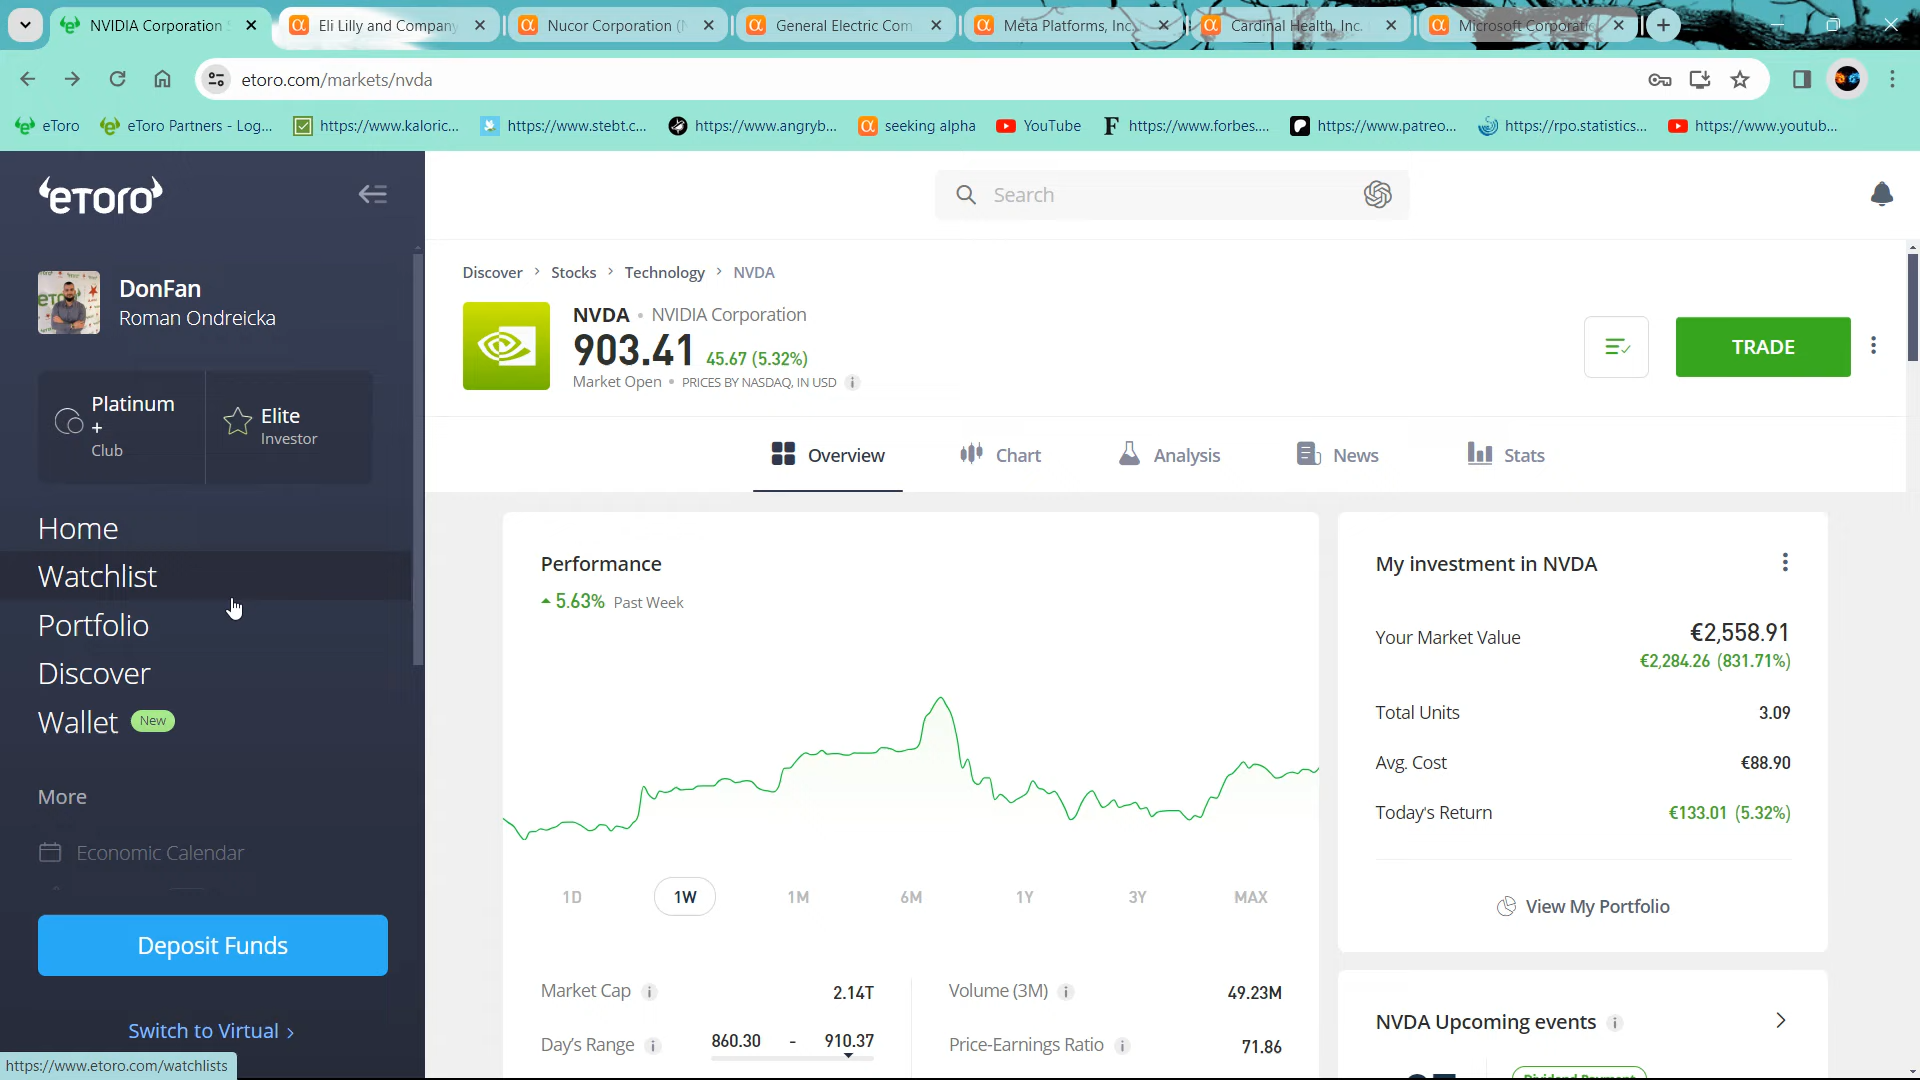 NVIDIA Corporation
Eli Lilly and Company
Nucor Corporation (
General Electric Com
Meta Platforms, Inc.
Cardinal Health, Inc.
Microsoft Corporatio
etoro.com/markets/nvda
eToro
eToro Partners - Log...
https://www.kaloric...
https://www.stebt.c...
https://www.angryb...
seeking alpha
YouTube
https://www.forbes....
https://www.patreo...
https://rpo.statistics...
https://www.youtub...
eTORO
DonFan
Roman Ondreicka
Platinum
+
Club
Elite
Investor
Home
Watchlist
Portfolio
Discover
Wallet New
More
Economic Calendar
Deposit Funds
Switch to Virtual >
https://www.etoro.com/watchlists
Search
Discover > Stocks > Technology > NVDA
NVDA • NVIDIA Corporation
903.41 45.67 (5.32%)
Market Open • PRICES BY NASDAQ, IN USD
TRADE
Overview
Chart
Analysis
News
Stats
Performance
5.63% Past Week
1D 1W 1M 6M 1Y 3Y MAX
Market Cap 2.14T
Volume (3M) 49.23M
Day's Range 860.30 - 910.37
Price-Earnings Ratio 71.86
My investment in NVDA
Your Market Value €2,558.91
€2,284.26 (831.71%)
Total Units 3.09
Avg. Cost €88.90
Today's Return €133.01 (5.32%)
View My Portfolio
NVDA Upcoming events
Dividend Payment